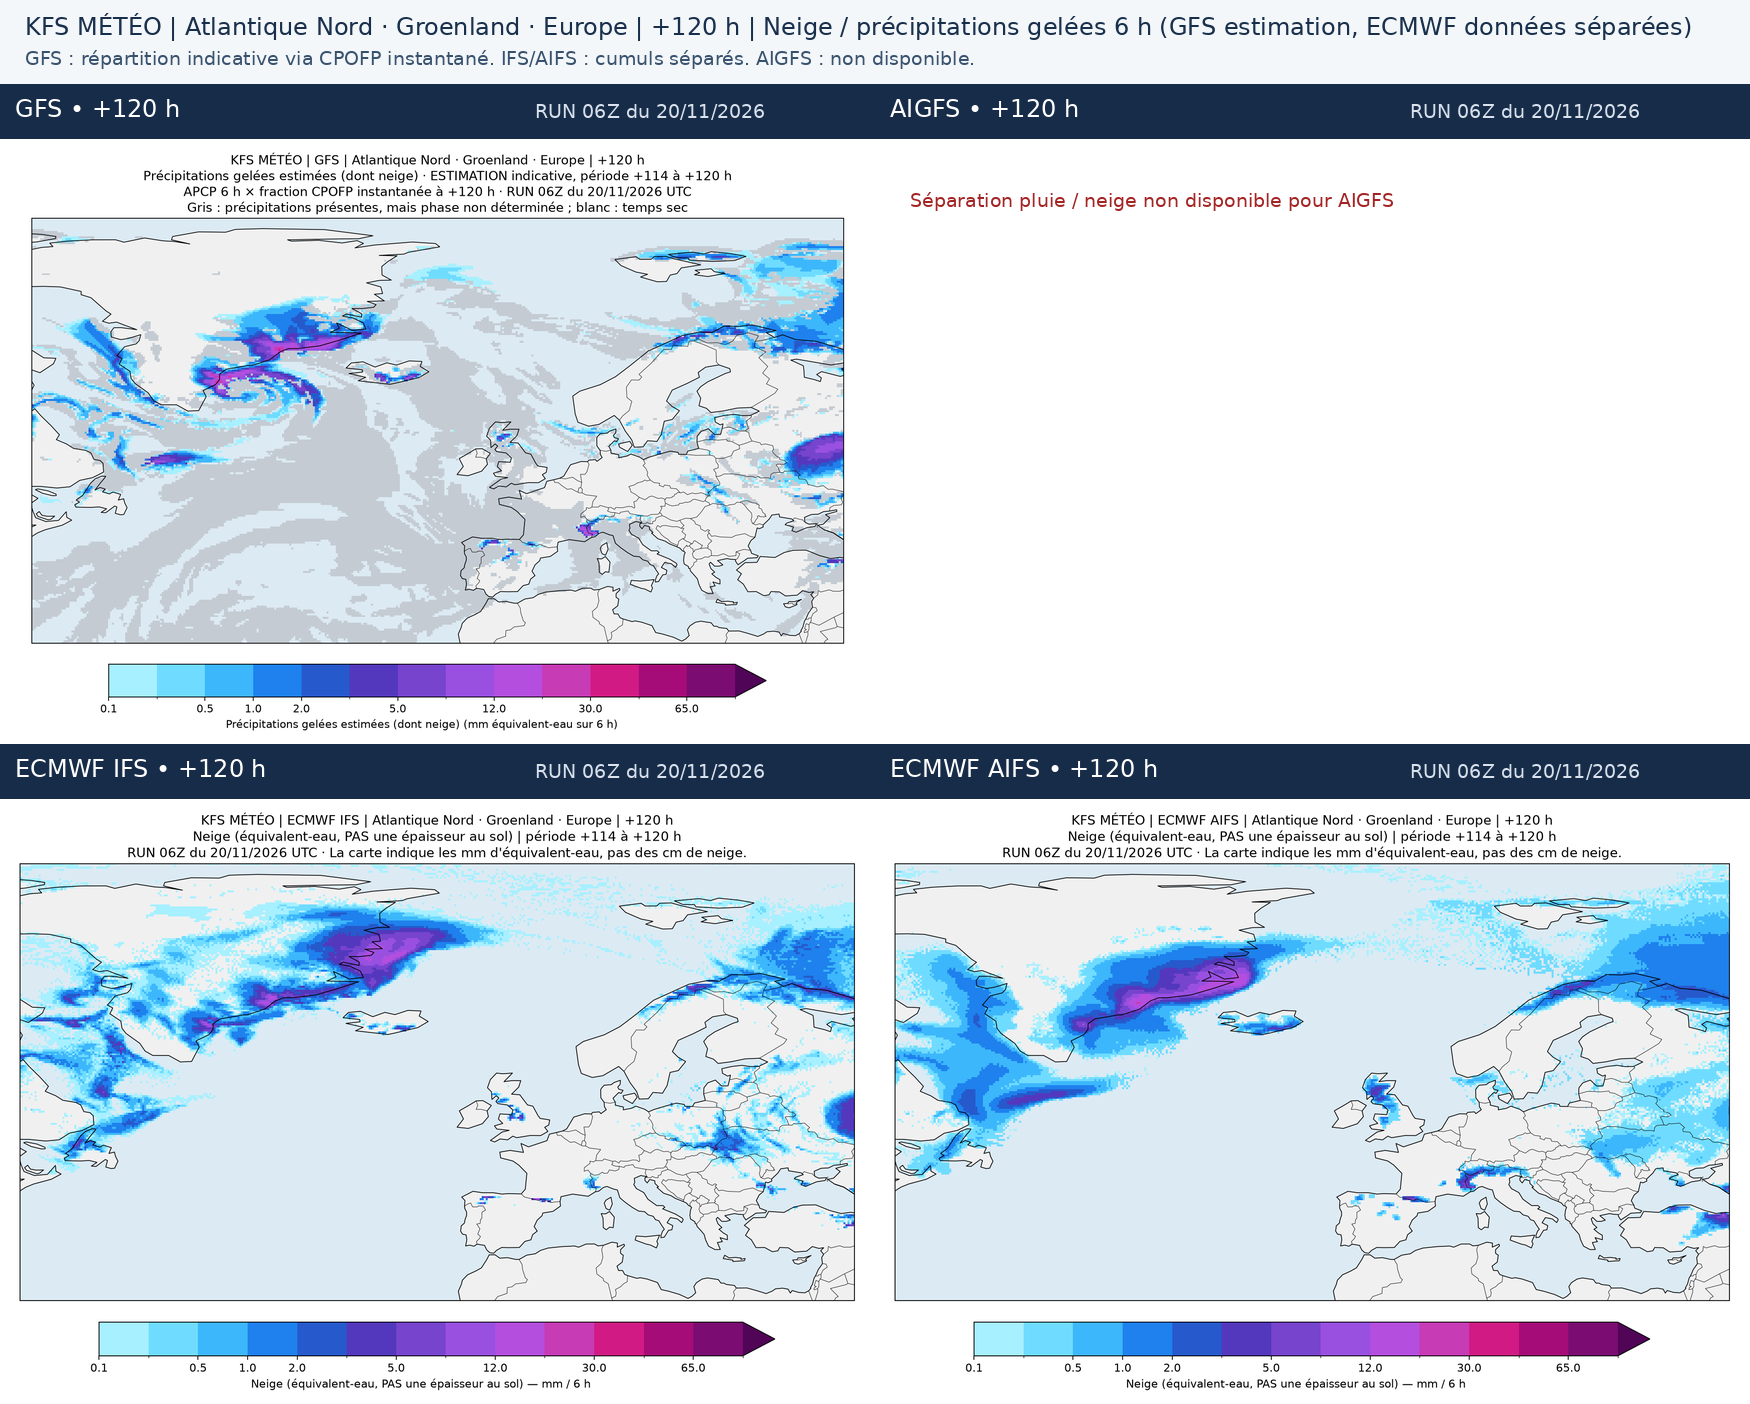 KFS MÉTÉO | Atlantique Nord · Groenland · Europe | +120 h | Neige / précipitations gelées 6 h (GFS estimation, ECMWF données séparées)
GFS : répartition indicative via CPOFP instantané. IFS/AIFS : cumuls séparés. AIGFS : non disponible.
GFS • +120 h
RUN 06Z du 20/11/2026
KFS MÉTÉO | GFS | Atlantique Nord · Groenland · Europe | +120 h
Précipitations gelées estimées (dont neige) · ESTIMATION indicative, période +114 à +120 h
APCP 6 h × fraction CPOFP instantanée à +120 h · RUN 06Z du 20/11/2026 UTC
Gris : précipitations présentes, mais phase non déterminée ; blanc : temps sec
0.1 0.5 1.0 2.0 5.0 12.0 30.0 65.0
Précipitations gelées estimées (dont neige) (mm équivalent-eau sur 6 h)
AIGFS • +120 h
RUN 06Z du 20/11/2026
Séparation pluie / neige non disponible pour AIGFS
ECMWF IFS • +120 h
RUN 06Z du 20/11/2026
KFS MÉTÉO | ECMWF IFS | Atlantique Nord · Groenland · Europe | +120 h
Neige (équivalent-eau, PAS une épaisseur au sol) | période +114 à +120 h
RUN 06Z du 20/11/2026 UTC · La carte indique les mm d'équivalent-eau, pas des cm de neige.
0.1 0.5 1.0 2.0 5.0 12.0 30.0 65.0
Neige (équivalent-eau, PAS une épaisseur au sol) — mm / 6 h
ECMWF AIFS • +120 h
RUN 06Z du 20/11/2026
KFS MÉTÉO | ECMWF AIFS | Atlantique Nord · Groenland · Europe | +120 h
Neige (équivalent-eau, PAS une épaisseur au sol) | période +114 à +120 h
RUN 06Z du 20/11/2026 UTC · La carte indique les mm d'équivalent-eau, pas des cm de neige.
0.1 0.5 1.0 2.0 5.0 12.0 30.0 65.0
Neige (équivalent-eau, PAS une épaisseur au sol) — mm / 6 h